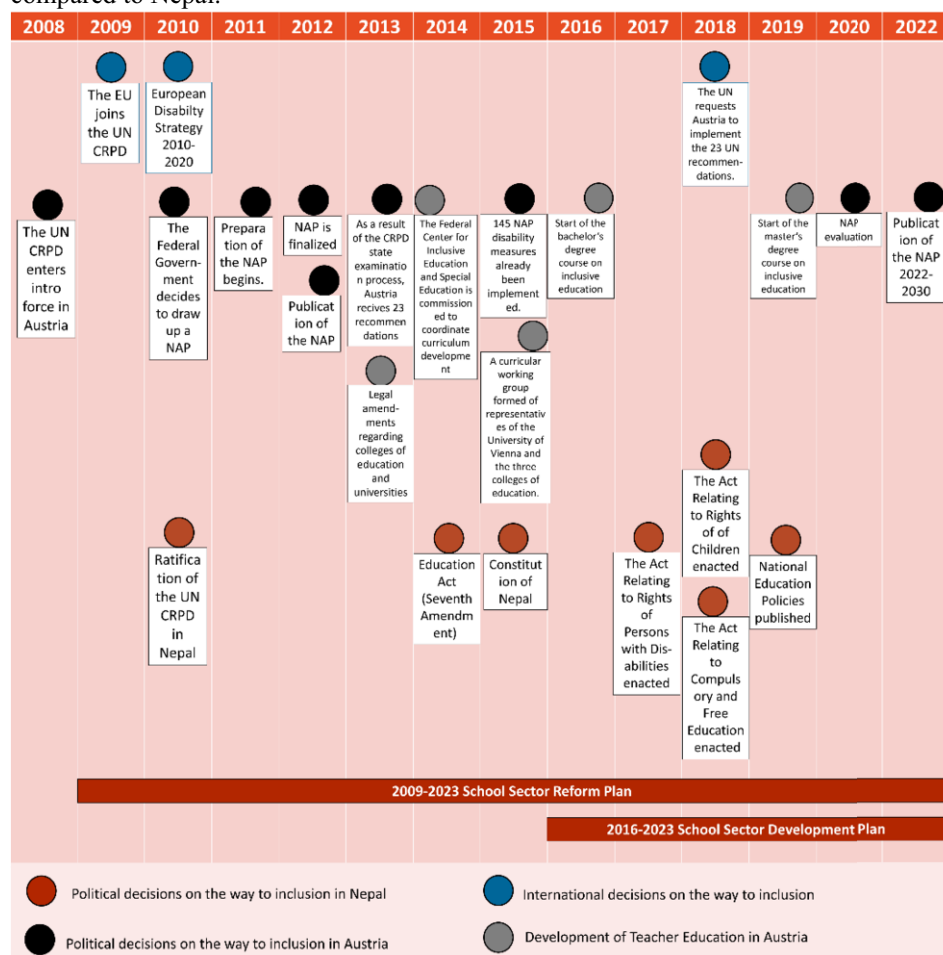 compared to Nepal.
2008 2009 2010 2011 2012 2013 2014 2015 2016 2017 2018 2019 2020 2022
The EU
joins
the UN
CRPD
European
Disabilty
Strategy
2010-
2020
The UN
requests
Austria to
implement
the 23 UN
recommen-
dations.
The UN
CRPD
enters
intro
force in
Austria
The
Federal
Govern-
ment
decides
to draw
up a
NAP
Prepara
tion of
the NAP
begins.
NAP is
finalized
Publicat
ion of
the NAP
As a result
of the CRPD
state
examinatio
n process,
Austria
recives 23
recommen
dations
Legal
amend-
ments
regarding
colleges of
education
and
universities
The Federal
Center for
Inclusive
Education
and Special
Education is
commission
ed to
coordinate
curriculum
developme
nt
145 NAP
disability
measures
already
been
implement
ed.
A curricular
working
group
formed of
representativ
es of the
University of
Vienna and
the three
colleges of
education.
Start of the
bachelor's
degree
course on
inclusive
education
Start of the
master's
degree
course on
inclusive
education
NAP
evaluation
Publicat
ion of
the NAP
2022-
2030
Ratifica
tion of
the UN
CRPD
in
Nepal
Education
Act
(Seventh
Amendm
ent)
Constitut
ion of
Nepal
The Act
Relating
to Rights
of
Persons
with Dis-
abilities
enacted
The Act
Relating
to Rights
of of
Children
enacted
The Act
Relating
to
Compuls
ory and
Free
Education
enacted
National
Education
Policies
published
2009-2023 School Sector Reform Plan
2016-2023 School Sector Development Plan
Political decisions on the way to inclusion in Nepal
International decisions on the way to inclusion
Political decisions on the way to inclusion in Austria
Development of Teacher Education in Austria